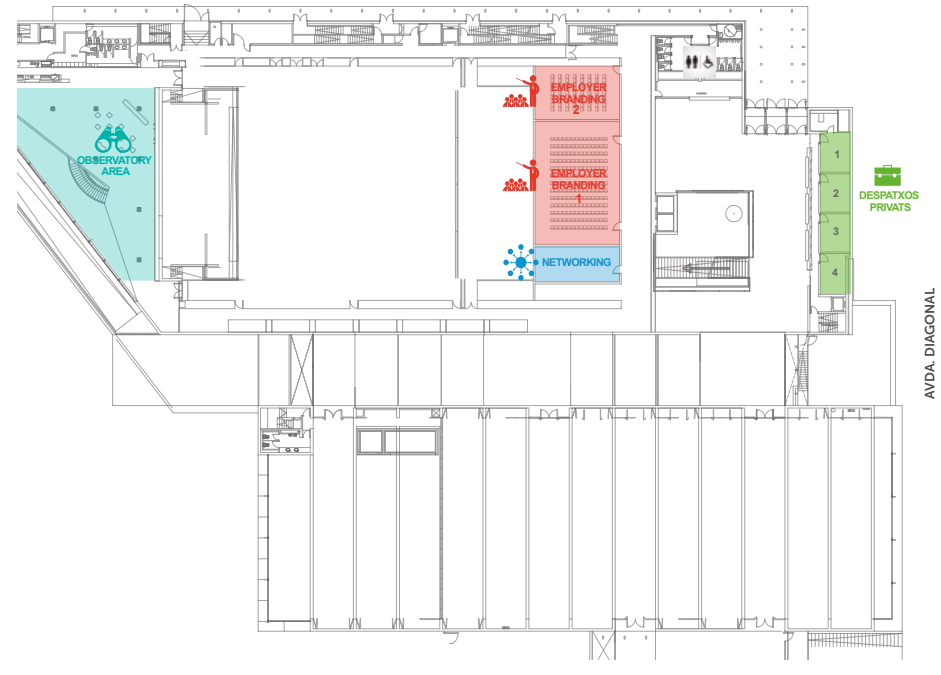 EMPLOYER
BRANDING
2
OBSERVATORY
AREA
EMPLOYER
BRANDING
1
NETWORKING
1
2
3
4
DESPATXOS
PRIVATS
AVDA. DIAGONAL